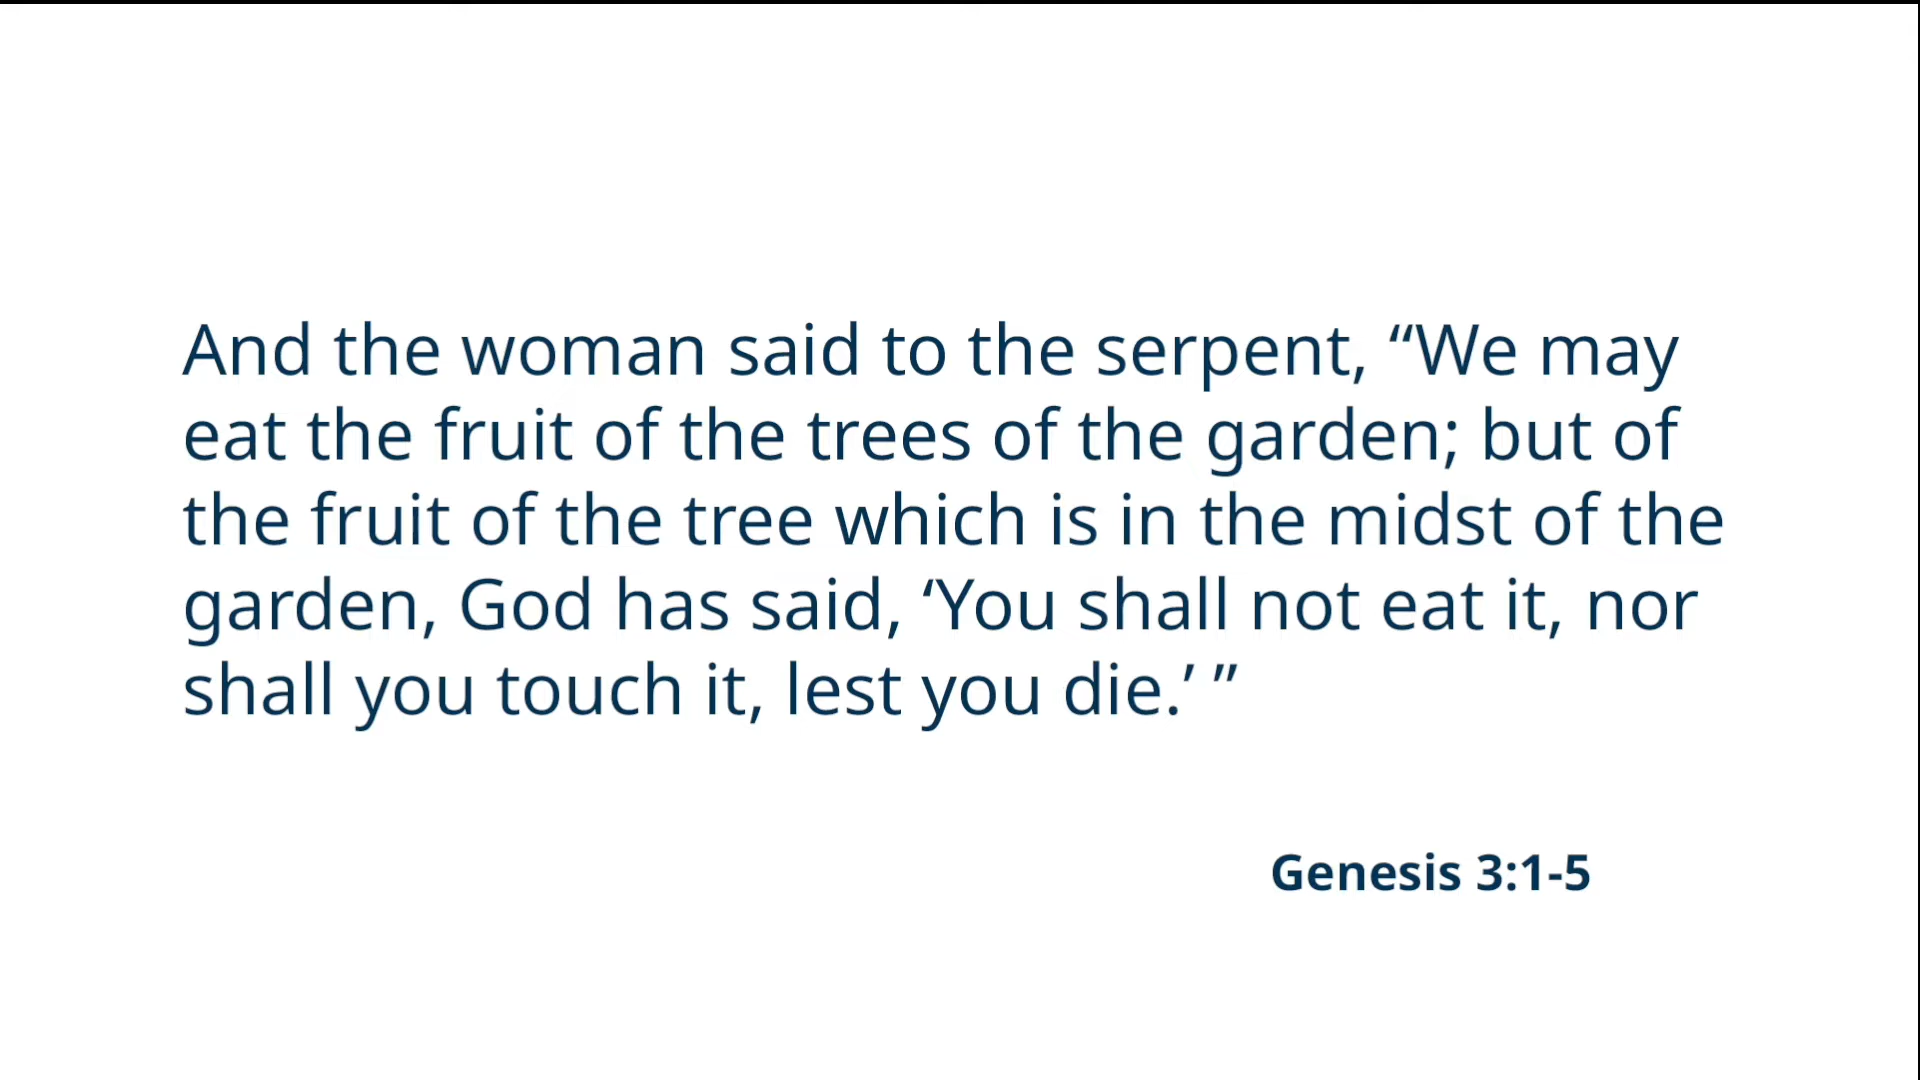 And the woman said to the serpent, “We may
eat the fruit of the trees of the garden; but of
the fruit of the tree which is in the midst of the
garden, God has said, ‘You shall not eat it, nor
shall you touch it, lest you die.’ ”
Genesis 3:1-5